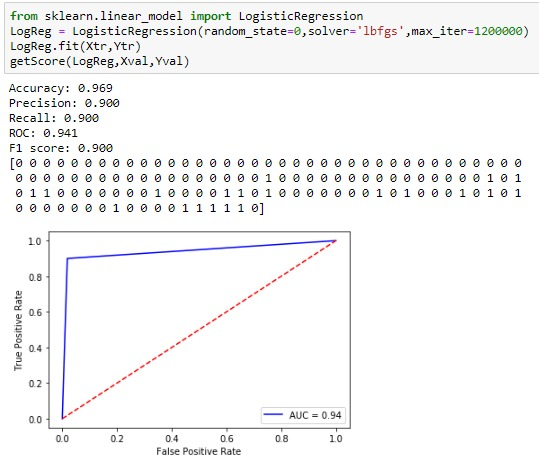 from sklearn.linear_model import LogisticRegression
LogReg = LogisticRegression(random_state=0,solver='lbfgs',max_iter=1200000)
LogReg.fit(Xtr,Ytr)
getScore(LogReg,Xval,Yval)
Accuracy: 0.969
Precision: 0.900
Recall: 0.900
ROC: 0.941
F1 score: 0.900
[0 0 0 0 0 0 0 0 0 0 0 0 0 0 0 0 0 0 0 0 0 0 0 0 0 0 0 0 0 0 0 0 0 0 0 0 0
0 0 0 0 0 0 0 0 0 0 0 0 0 0 0 0 0 0 1 0 0 0 0 0 0 0 0 0 0 0 0 0 0 0 1 0 1
0 1 1 0 0 0 0 0 0 0 1 0 0 0 0 1 1 0 1 0 0 0 0 0 0 0 1 0 1 0 0 0 1 0 1 0 1
0 0 0 0 0 0 0 1 0 0 0 0 1 1 1 1 1 0]
1.0
0.8
0.6
0.4
0.2
0.0
True Positive Rate
AUC = 0.94
0.0 0.2 0.4 0.6 0.8 1.0
False Positive Rate